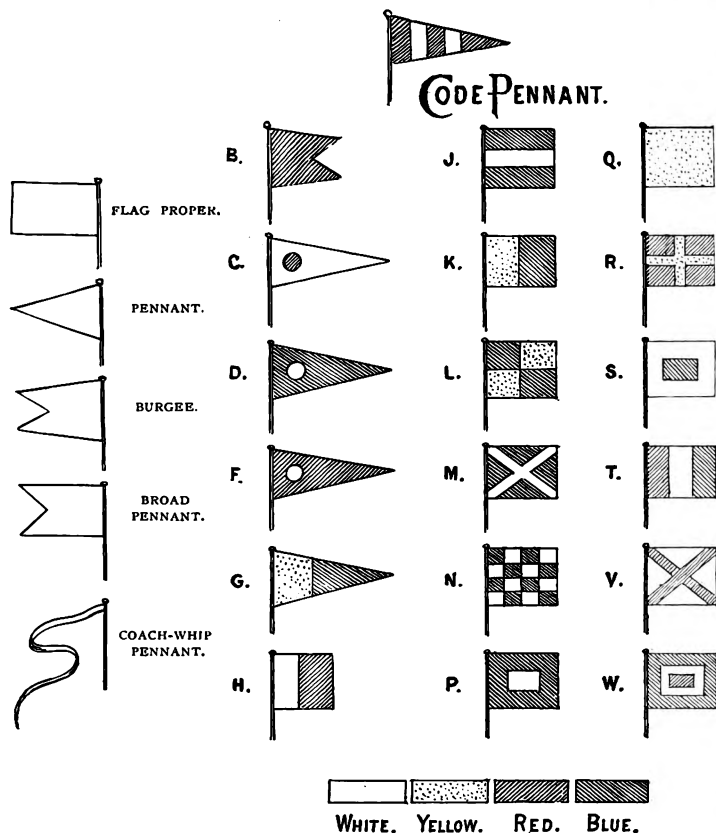 CODE PENNANT.
FLAG PROPER.
PENNANT.
BURGEE.
BROAD
PENNANT.
COACH-WHIP
PENNANT.
B.
C.
D.
F.
G.
H.
J.
K.
L.
M.
N.
P.
Q.
R.
S.
T.
V.
W.
WHITE. YELLOW. RED. BLUE.